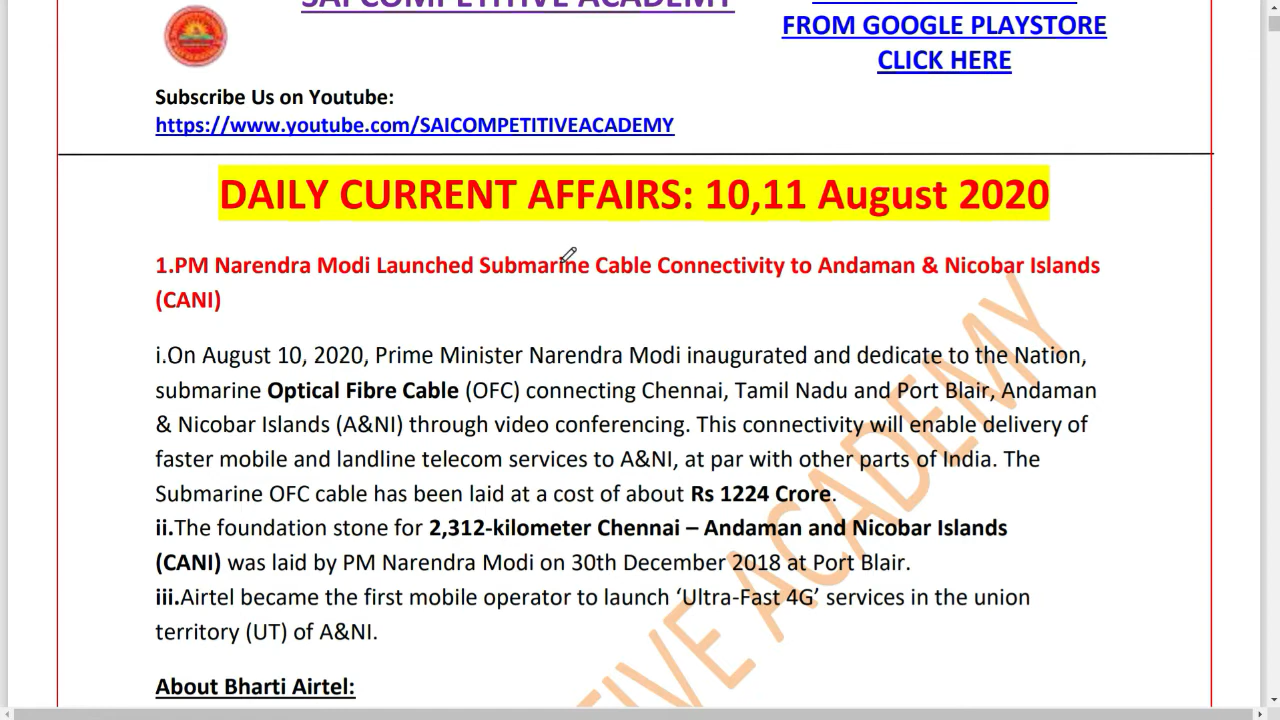 SAI COMPETITIVE ACADEMY
FROM GOOGLE PLAYSTORE
CLICK HERE
Subscribe Us on Youtube:
https://www.youtube.com/SAICOMPETITIVEACADEMY
DAILY CURRENT AFFAIRS: 10,11 August 2020
1.PM Narendra Modi Launched Submarine Cable Connectivity to Andaman & Nicobar Islands
(CANI)
i.On August 10, 2020, Prime Minister Narendra Modi inaugurated and dedicate to the Nation,
submarine Optical Fibre Cable (OFC) connecting Chennai, Tamil Nadu and Port Blair, Andaman
& Nicobar Islands (A&NI) through video conferencing. This connectivity will enable delivery of
faster mobile and landline telecom services to A&NI, at par with other parts of India. The
Submarine OFC cable has been laid at a cost of about Rs 1224 Crore.
ii.The foundation stone for 2,312-kilometer Chennai – Andaman and Nicobar Islands
(CANI) was laid by PM Narendra Modi on 30th December 2018 at Port Blair.
iii.Airtel became the first mobile operator to launch ‘Ultra-Fast 4G’ services in the union
territory (UT) of A&NI.
About Bharti Airtel:
IVE ACADEMY